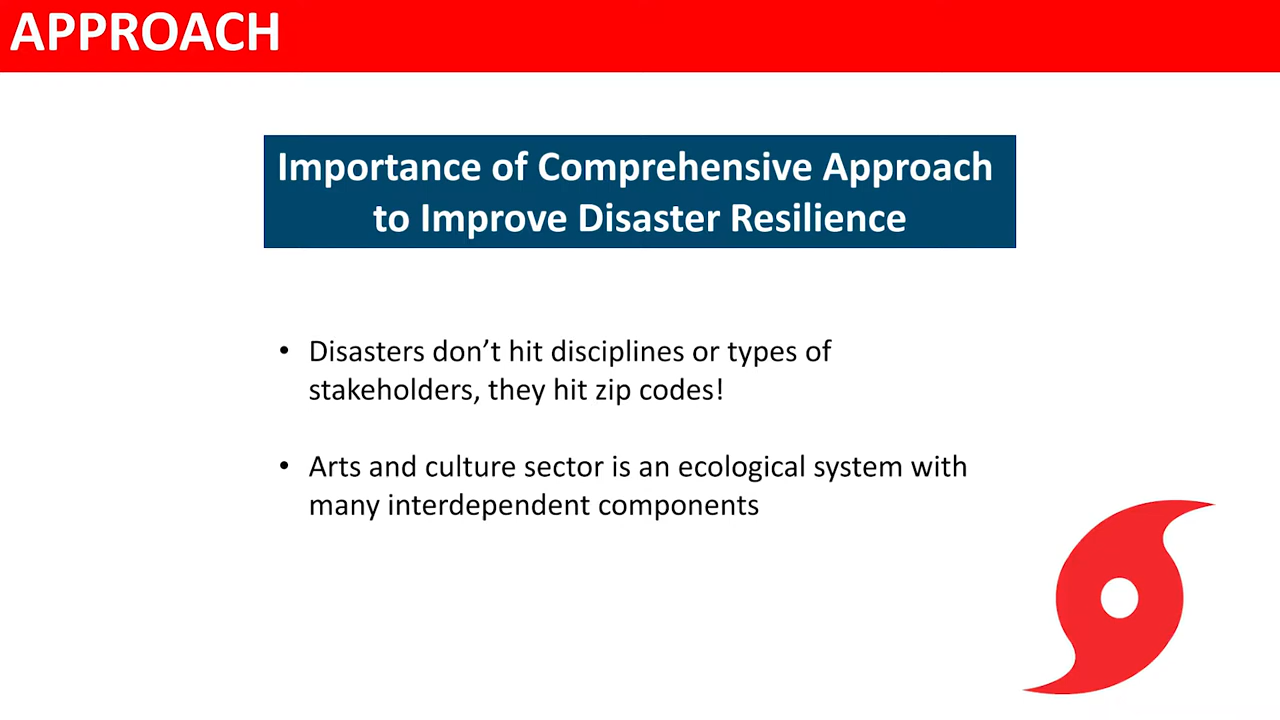 APPROACH
Importance of Comprehensive Approach
to Improve Disaster Resilience
• Disasters don’t hit disciplines or types of
stakeholders, they hit zip codes!
• Arts and culture sector is an ecological system with
many interdependent components